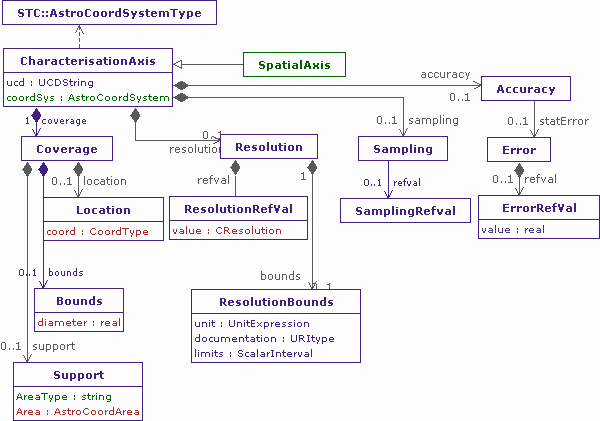 STC::AstroCoordSystemType
CharacterisationAxis
ucd : UCDString
coordSys : AstroCoordSystem
SpatialAxis
accuracy
0..1
Accuracy
1
coverage
0..1
resolution
0..1
sampling
0..1
statError
Coverage
Resolution
Sampling
Error
0..1
location
refval
1
0..1
refval
0..1
refval
Location
coord : CoordType
ResolutionRefVal
value : CResolution
SamplingRefval
ErrorRefVal
value : real
0..1
bounds
bounds
1
Bounds
diameter : real
ResolutionBounds
unit : UnitExpression
documentation : URItype
limits : ScalarInterval
0..1
support
Support
AreaType : string
Area : AstroCoordArea